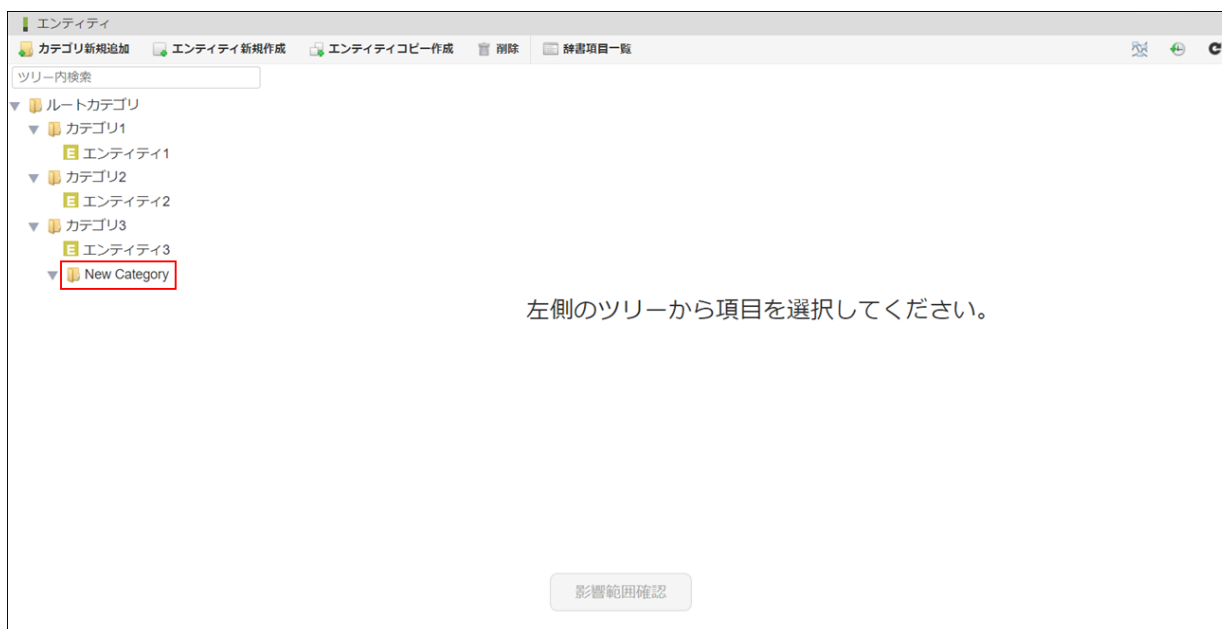 エンティティ
カテゴリ新規追加 エンティティ新規作成 エンティティコピー作成 削除 辞書項目一覧
ツリー内検索
ルートカテゴリ
カテゴリ1
E エンティティ1
カテゴリ2
E エンティティ2
カテゴリ3
E エンティティ3
New Category
左側のツリーから項目を選択してください。
影響範囲確認